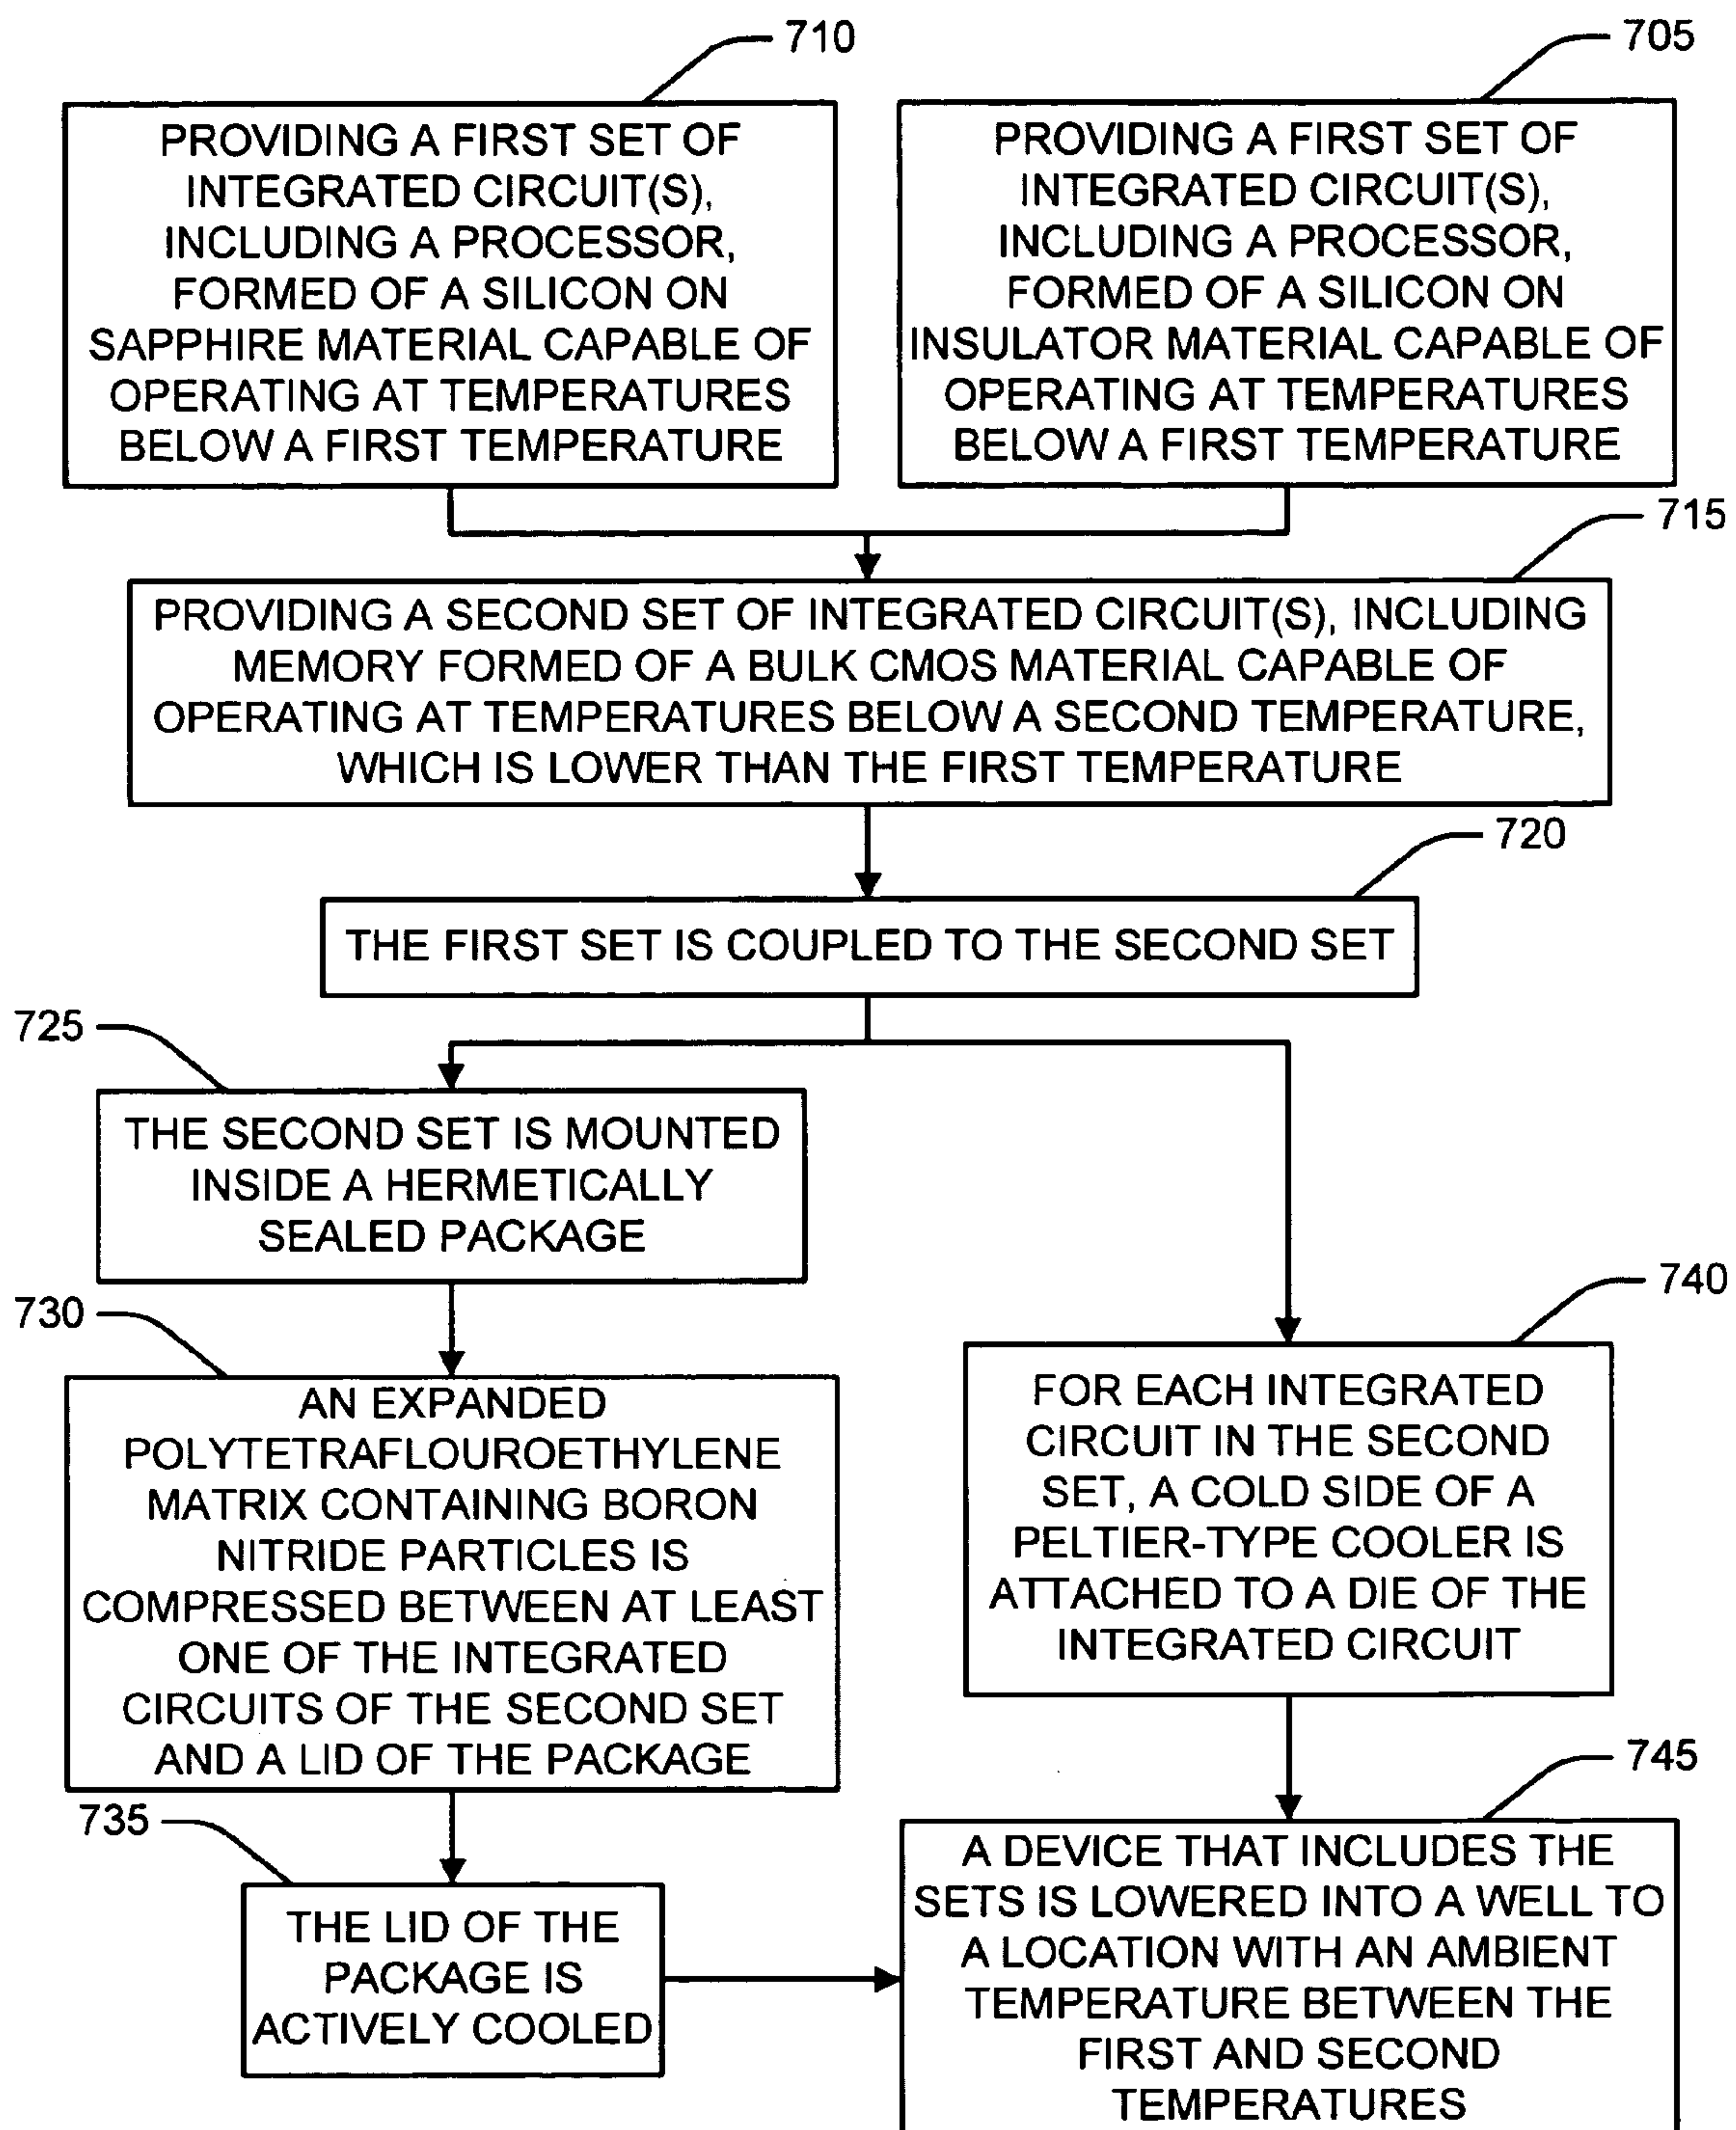 710
PROVIDING A FIRST SET OF
INTEGRATED CIRCUIT(S),
INCLUDING A PROCESSOR,
FORMED OF A SILICON ON
SAPPHIRE MATERIAL CAPABLE OF
OPERATING AT TEMPERATURES
BELOW A FIRST TEMPERATURE
705
PROVIDING A FIRST SET OF
INTEGRATED CIRCUIT(S),
INCLUDING A PROCESSOR,
FORMED OF A SILICON ON
INSULATOR MATERIAL CAPABLE OF
OPERATING AT TEMPERATURES
BELOW A FIRST TEMPERATURE
715
PROVIDING A SECOND SET OF INTEGRATED CIRCUIT(S), INCLUDING
MEMORY FORMED OF A BULK CMOS MATERIAL CAPABLE OF
OPERATING AT TEMPERATURES BELOW A SECOND TEMPERATURE,
WHICH IS LOWER THAN THE FIRST TEMPERATURE
720
THE FIRST SET IS COUPLED TO THE SECOND SET
725
THE SECOND SET IS MOUNTED
INSIDE A HERMETICALLY
SEALED PACKAGE
730
AN EXPANDED
POLYTETRAFLOUROETHYLENE
MATRIX CONTAINING BORON
NITRIDE PARTICLES IS
COMPRESSED BETWEEN AT LEAST
ONE OF THE INTEGRATED
CIRCUITS OF THE SECOND SET
AND A LID OF THE PACKAGE
735
THE LID OF THE
PACKAGE IS
ACTIVELY COOLED
740
FOR EACH INTEGRATED
CIRCUIT IN THE SECOND
SET, A COLD SIDE OF A
PELTIER-TYPE COOLER IS
ATTACHED TO A DIE OF THE
INTEGRATED CIRCUIT
745
A DEVICE THAT INCLUDES THE
SETS IS LOWERED INTO A WELL TO
A LOCATION WITH AN AMBIENT
TEMPERATURE BETWEEN THE
FIRST AND SECOND
TEMPERATURES